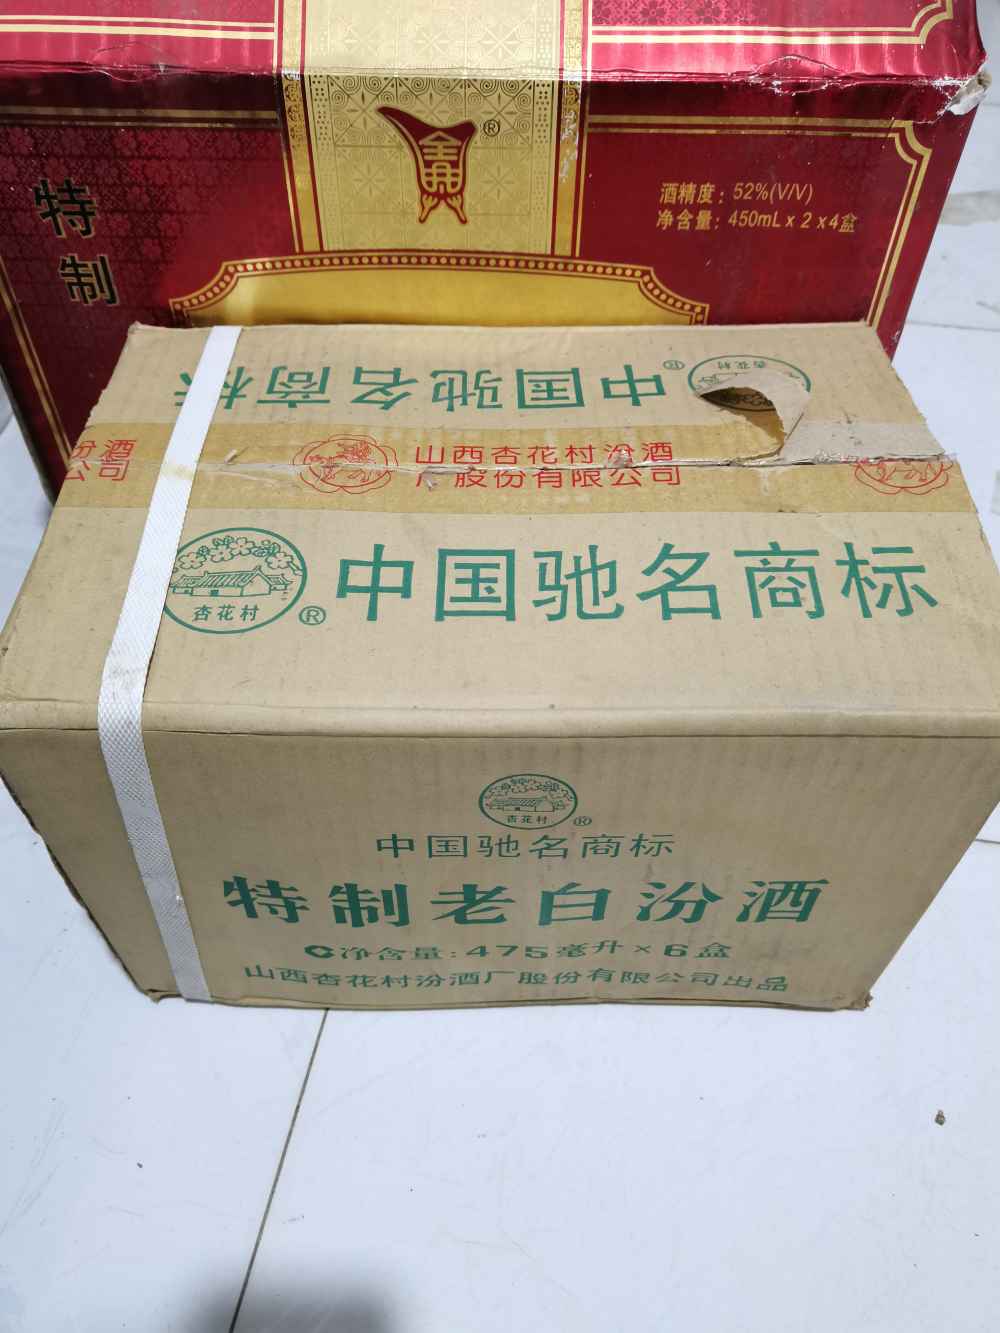 特制
全鼎®
酒精度：52%(V/V)
净含量：450mL x 2 x4盒
杏花村
®
中国驰名商标
汾酒
公司
山西杏花村汾酒
厂股份有限公司
杏花村
®
中国驰名商标
杏花村
®
中国驰名商标
特制老白汾酒
C净含量:475毫升×6盒
山西杏花村汾酒厂股份有限公司出品